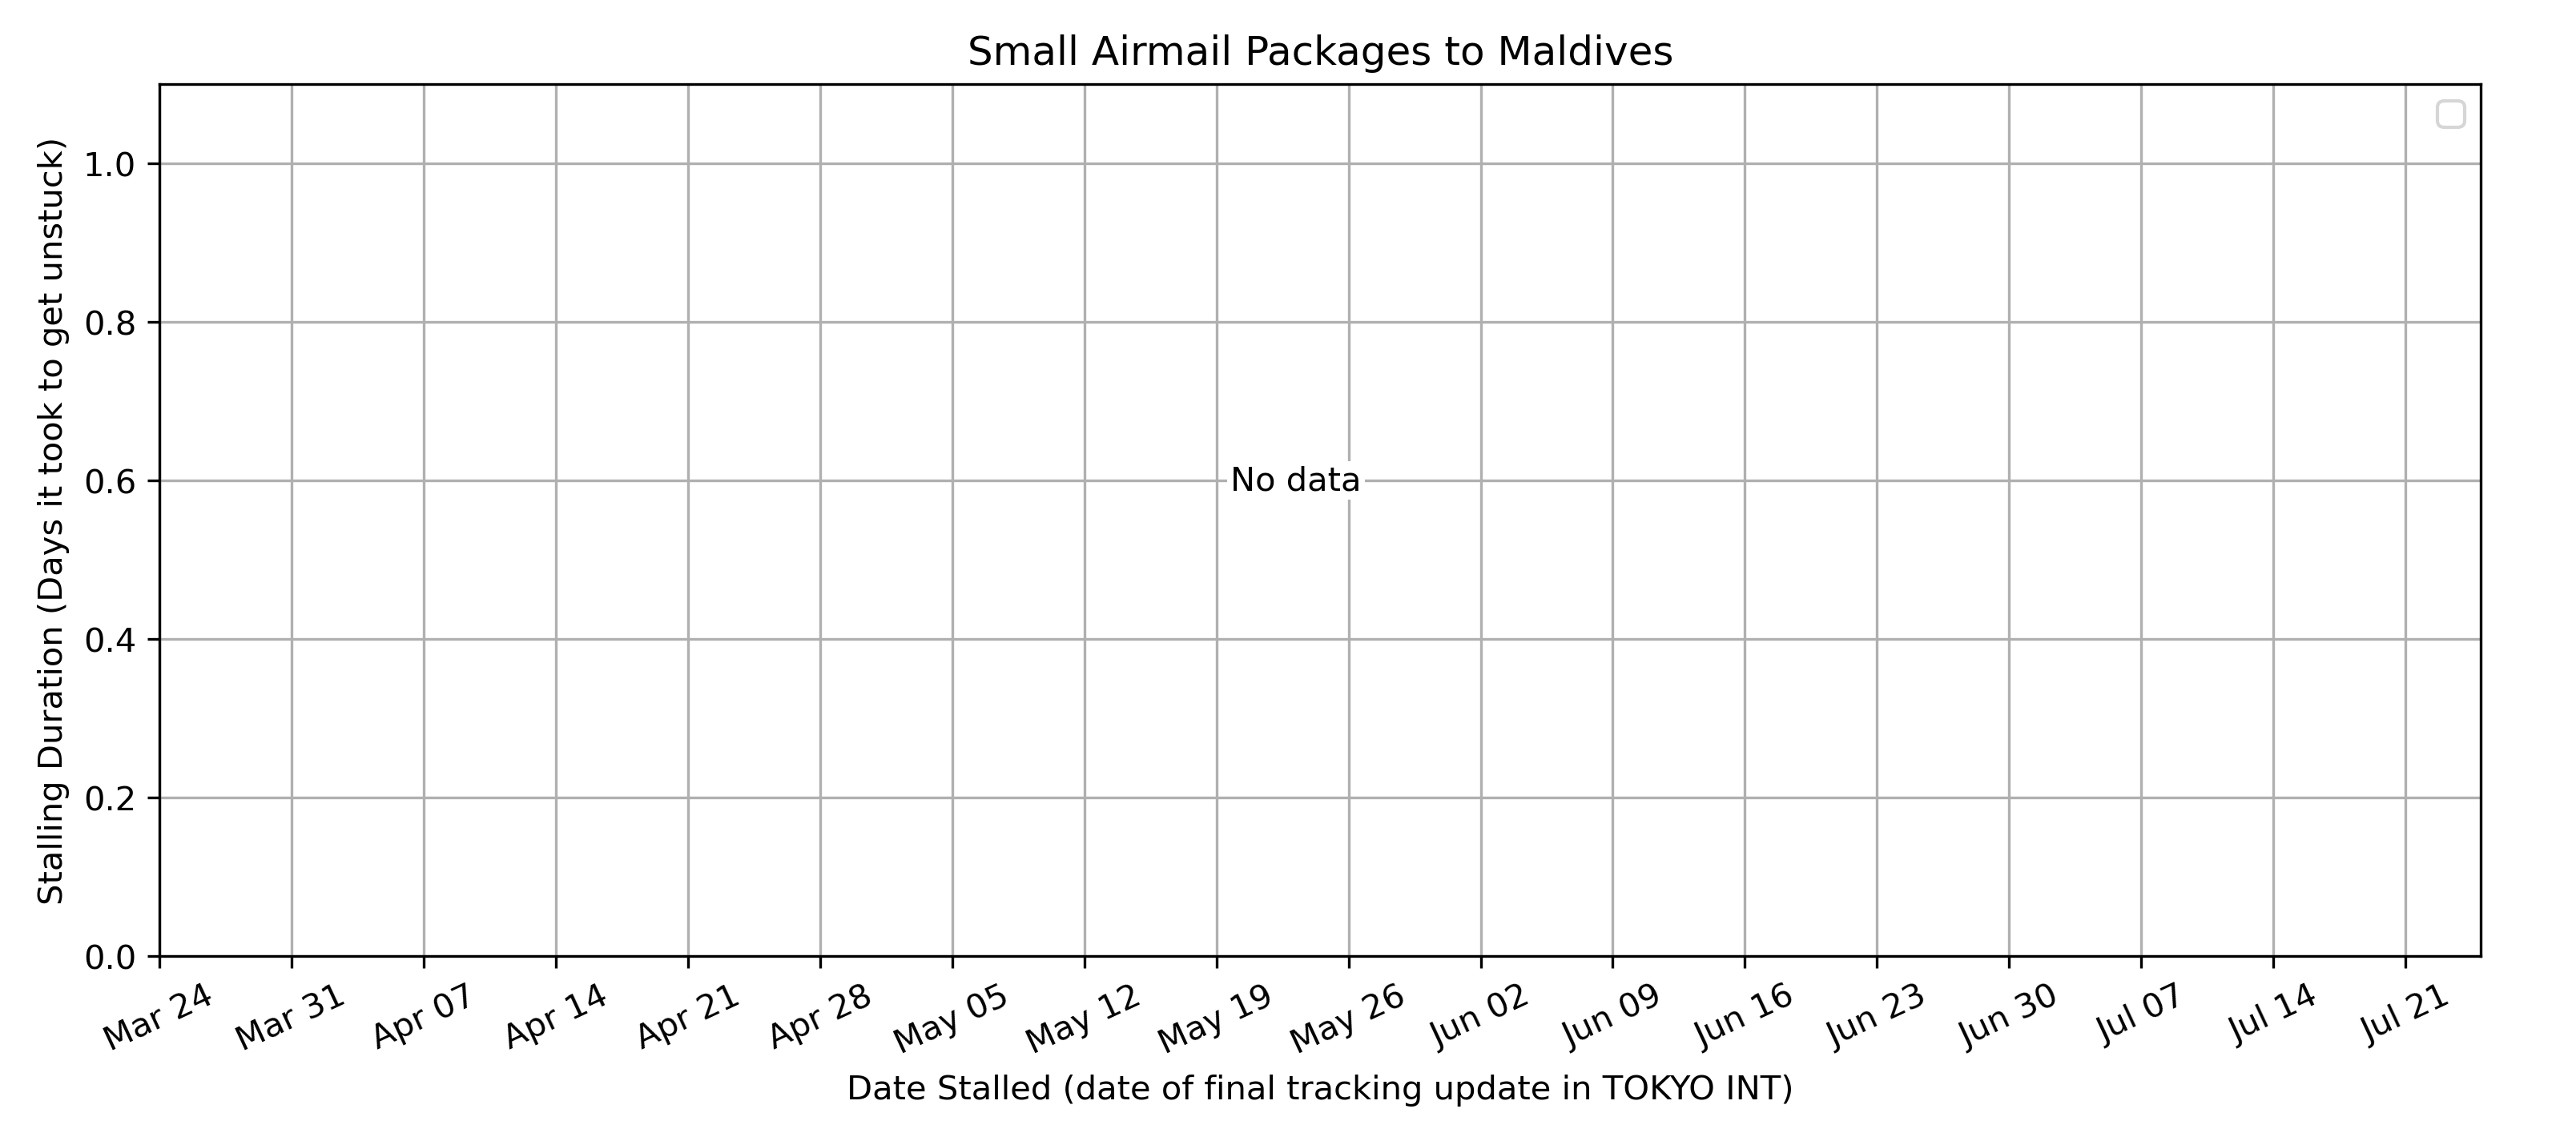 Small Airmail Packages to Maldives
Stalling Duration (Days it took to get unstuck)
1.0
0.8
0.6
0.4
0.2
0.0
No data
Mar 24
Mar 31
Apr 07
Apr 14
Apr 21
Apr 28
May 05
May 12
May 19
May 26
Jun 02
Jun 09
Jun 16
Jun 23
Jun 30
Jul 07
Jul 14
Jul 21
Date Stalled (date of final tracking update in TOKYO INT)